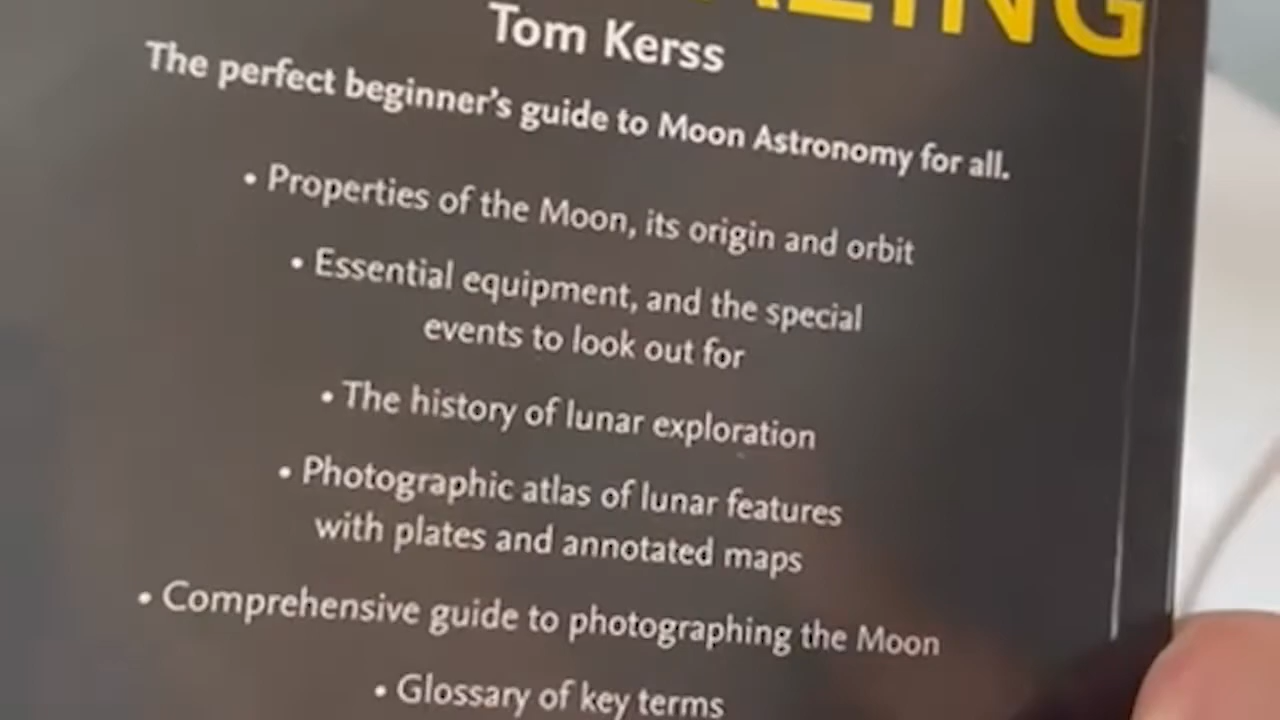 Tom Kerss
The perfect beginner's guide to Moon Astronomy for all.
• Properties of the Moon, its origin and orbit
• Essential equipment, and the special
events to look out for
• The history of lunar exploration
• Photographic atlas of lunar features
with plates and annotated maps
• Comprehensive guide to photographing the Moon
• Glossary of key terms